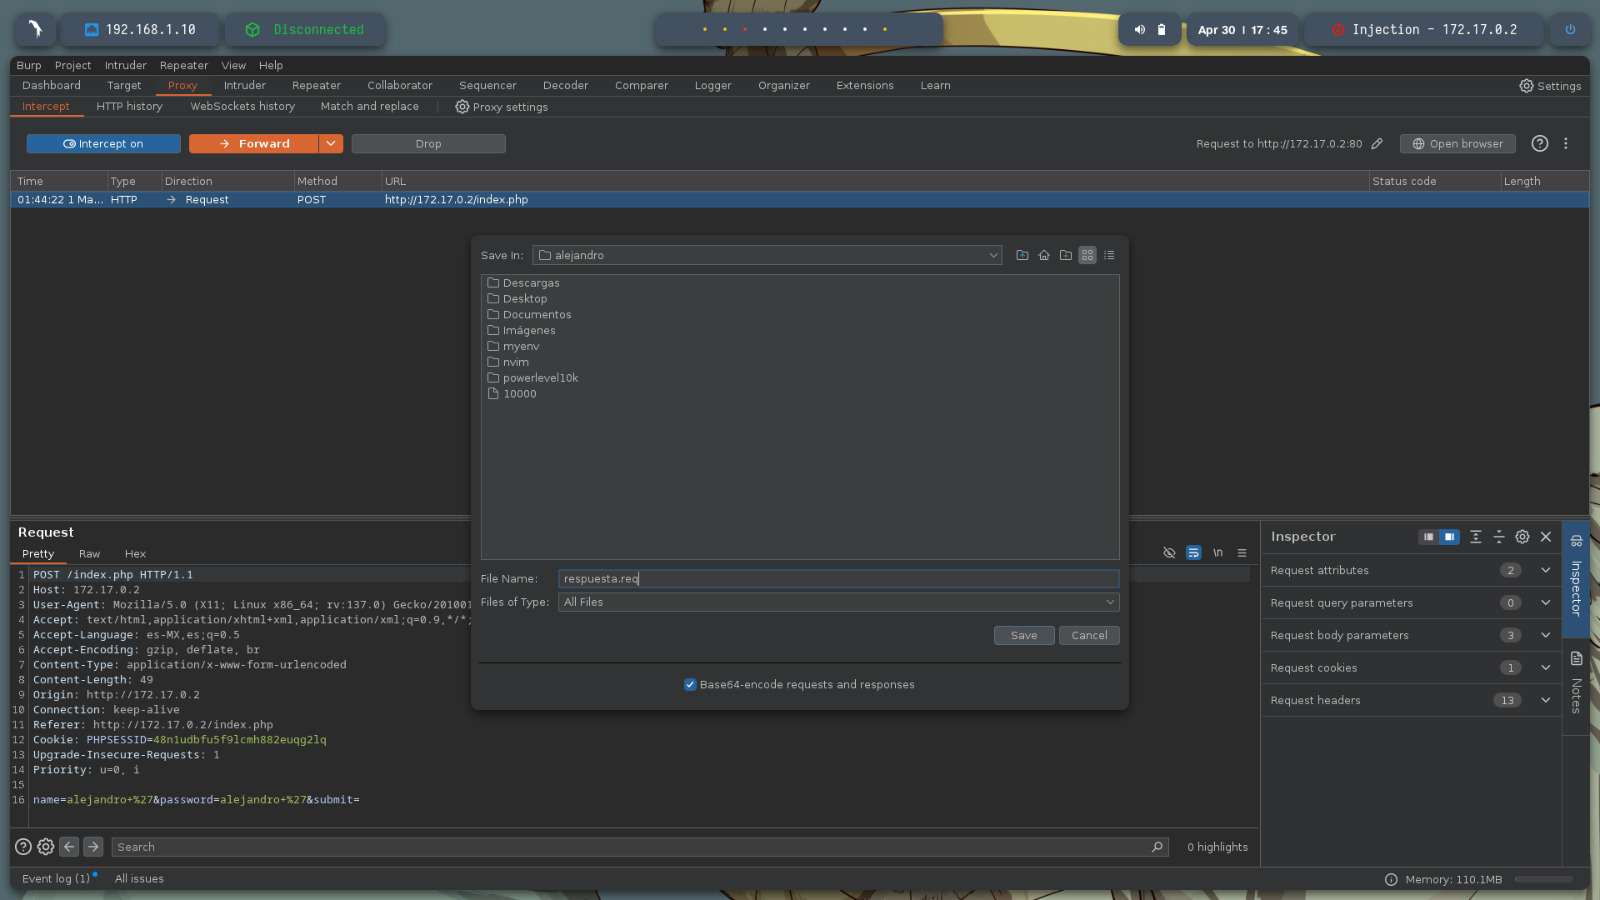 192.168.1.10
Disconnected
Apr 30 | 17 : 45
Injection - 172.17.0.2
Burp Project Intruder Repeater View Help
Dashboard Target Proxy Intruder Repeater Collaborator Sequencer Decoder Comparer Logger Organizer Extensions Learn
Settings
Intercept HTTP history WebSockets history Match and replace Proxy settings
Intercept on Forward Drop
Request to http://172.17.0.2:80
Open browser
Time Type Direction Method URL Status code Length
01:44:22 1 Ma... HTTP → Request POST http://172.17.0.2/index.php
Save In: alejandro
Descargas
Desktop
Documentos
Imágenes
myenv
nvim
powerlevel10k
10000
File Name: respuesta.req
Files of Type: All Files
Save Cancel
Base64-encode requests and responses
Request
Pretty Raw Hex
\n
1 POST /index.php HTTP/1.1
2 Host: 172.17.0.2
3 User-Agent: Mozilla/5.0 (X11; Linux x86_64; rv:137.0) Gecko/201001
4 Accept: text/html,application/xhtml+xml,application/xml;q=0.9,*/*;
5 Accept-Language: es-MX,es;q=0.5
6 Accept-Encoding: gzip, deflate, br
7 Content-Type: application/x-www-form-urlencoded
8 Content-Length: 49
9 Origin: http://172.17.0.2
10 Connection: keep-alive
11 Referer: http://172.17.0.2/index.php
12 Cookie: PHPSESSID=48n1udbfu5f9lcmh882euqg2lq
13 Upgrade-Insecure-Requests: 1
14 Priority: u=0, i
15
16 name=alejandro+%27&password=alejandro+%27&submit=
Inspector
Request attributes 2
Request query parameters 0
Request body parameters 3
Request cookies 1
Request headers 13
Inspector
Notes
Search
0 highlights
Event log (1) All issues
Memory: 110.1MB